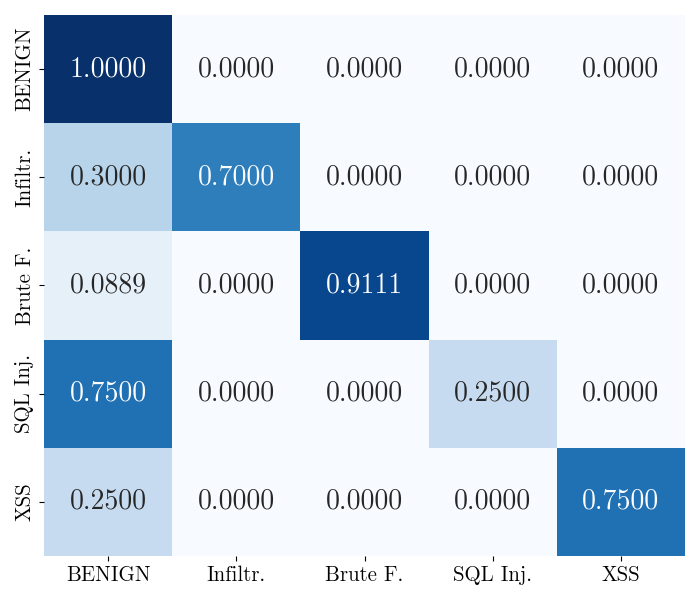 BENIGN 1.0000 0.0000 0.0000 0.0000 0.0000
Infiltr. 0.3000 0.7000 0.0000 0.0000 0.0000
Brute F. 0.0889 0.0000 0.9111 0.0000 0.0000
SQL Inj. 0.7500 0.0000 0.0000 0.2500 0.0000
XSS 0.2500 0.0000 0.0000 0.0000 0.7500
BENIGN Infiltr. Brute F. SQL Inj. XSS